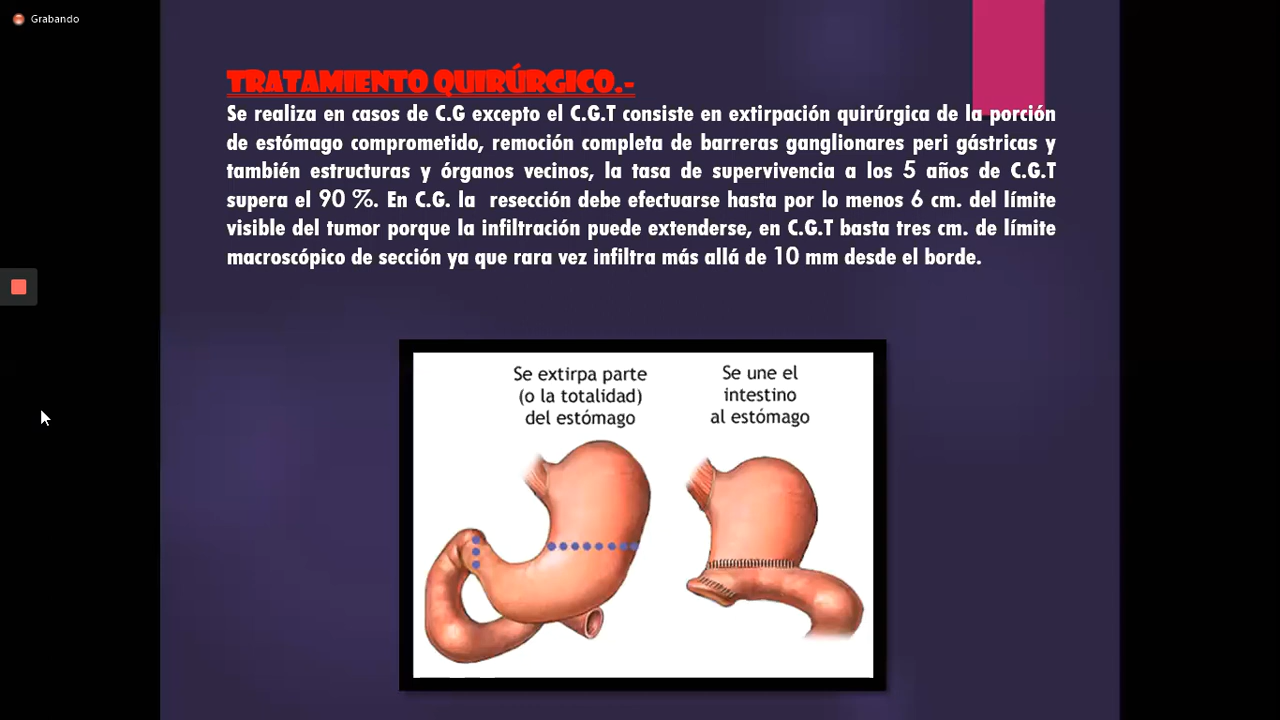 Grabando
TRATAMIENTO QUIRÚRGICO.-
Se realiza en casos de C.G excepto el C.G.T consiste en extirpación quirúrgica de la porción
de estómago comprometido, remoción completa de barreras ganglionares peri gástricas y
también estructuras y órganos vecinos, la tasa de supervivencia a los 5 años de C.G.T
supera el 90 %. En C.G. la resección debe efectuarse hasta por lo menos 6 cm. del límite
visible del tumor porque la infiltración puede extenderse, en C.G.T basta tres cm. de límite
macroscópico de sección ya que rara vez infiltra más allá de 10 mm desde el borde.
Se extirpa parte
(o la totalidad)
del estómago
Se une el
intestino
al estómago